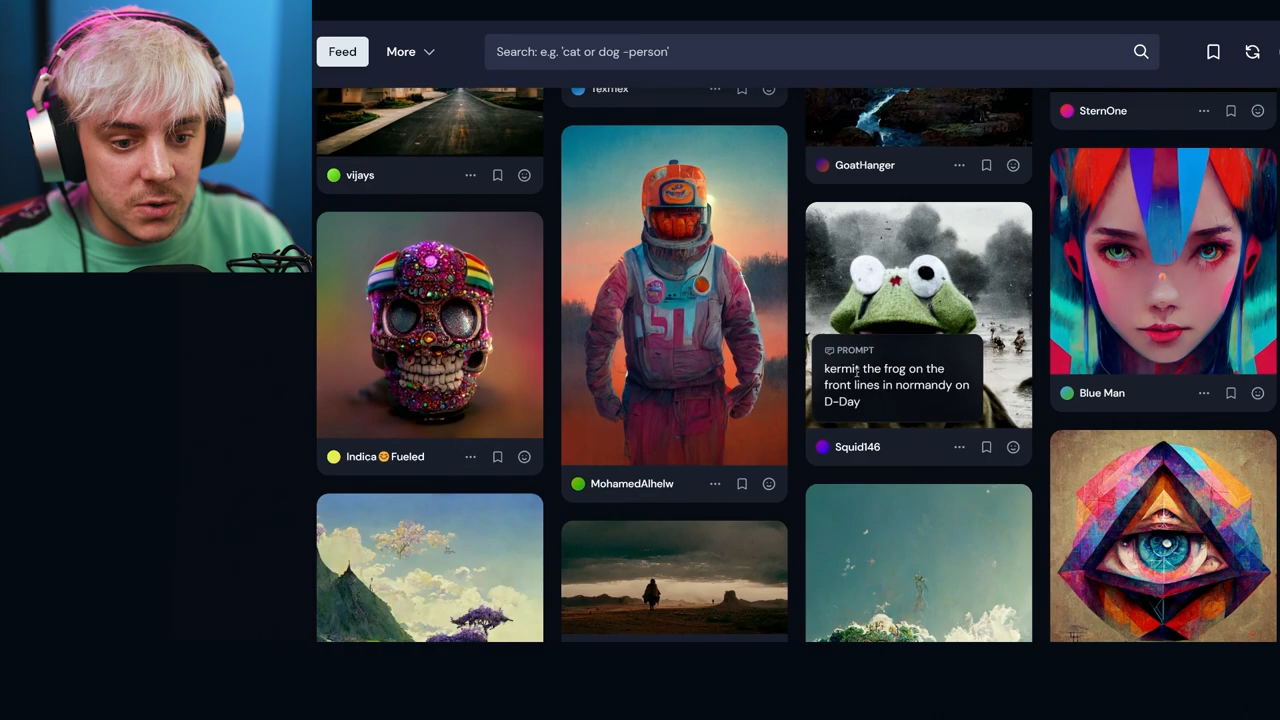 Feed
More
Search: e.g. 'cat or dog -person'
Texmex
SternOne
vijays
GoatHanger
PROMPT
kermit the frog on the
front lines in normandy on
D-Day
Blue Man
Squid146
Indica Fueled
MohamedAlhelw